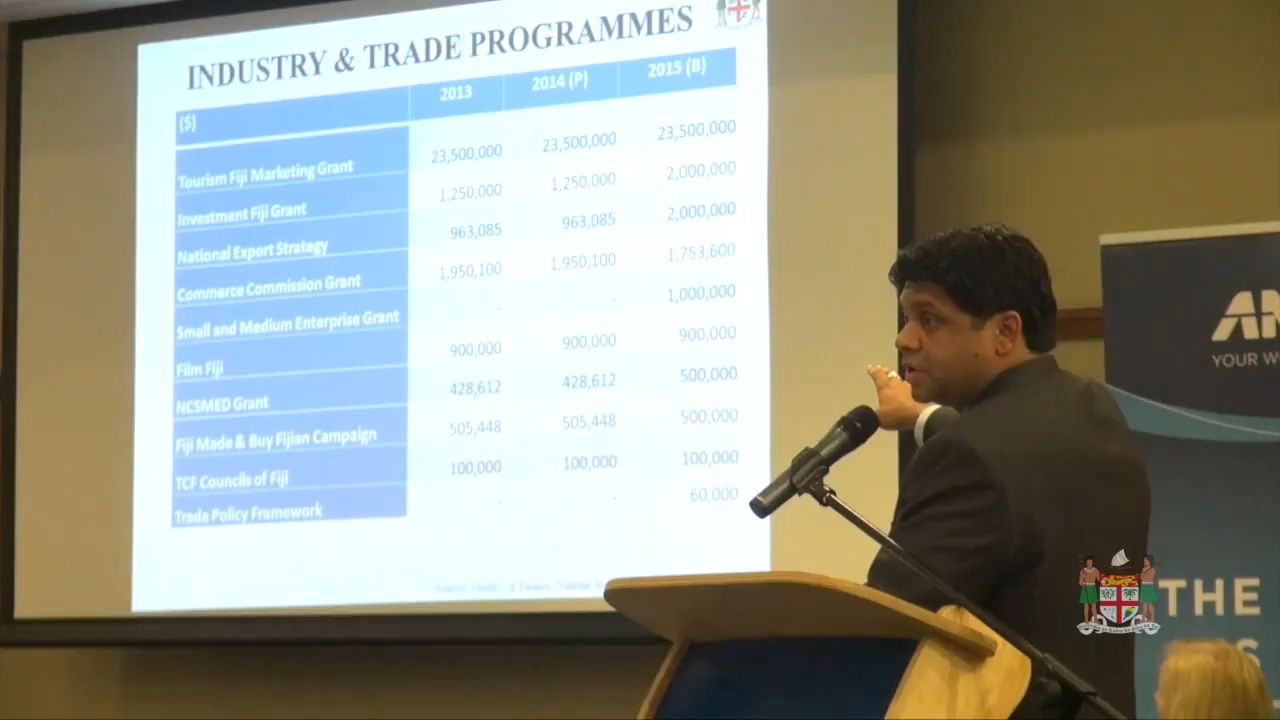 INDUSTRY & TRADE PROGRAMMES
($) 2013 2014 (P) 2015 (B)
Tourism Fiji Marketing Grant 23,500,000 23,500,000 23,500,000
Investment Fiji Grant 1,250,000 1,250,000 2,000,000
National Export Strategy 963,085 963,085 2,000,000
Commerce Commission Grant 1,950,100 1,950,100 1,753,600
Small and Medium Enterprise Grant - - 1,000,000
Film Fiji 900,000 900,000 900,000
NCSMED Grant 428,612 428,612 500,000
Fiji Made & Buy Fijian Campaign 505,448 505,448 500,000
TCF Councils of Fiji 100,000 100,000 100,000
Trade Policy Framework - - 60,000
Ministry of Finance
YOUR
THE